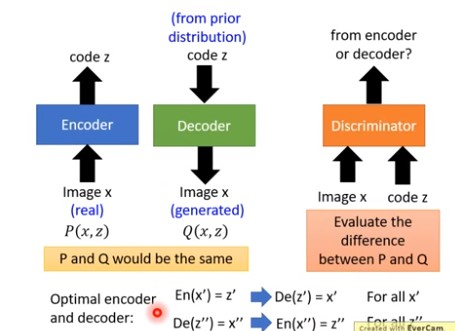 (from prior
distribution)
code z
code z
from encoder
or decoder?
Encoder
Decoder
Discriminator
Image x
(real)
P(x, z)
Image x
(generated)
Q(x, z)
Image x code z
P and Q would be the same
Evaluate the
difference
between P and Q
Optimal encoder
and decoder:
En(x') = z' De(z') = x' For all x'
De(z'') = x'' En(x'') = z'' For all z''
Created with EverCam.